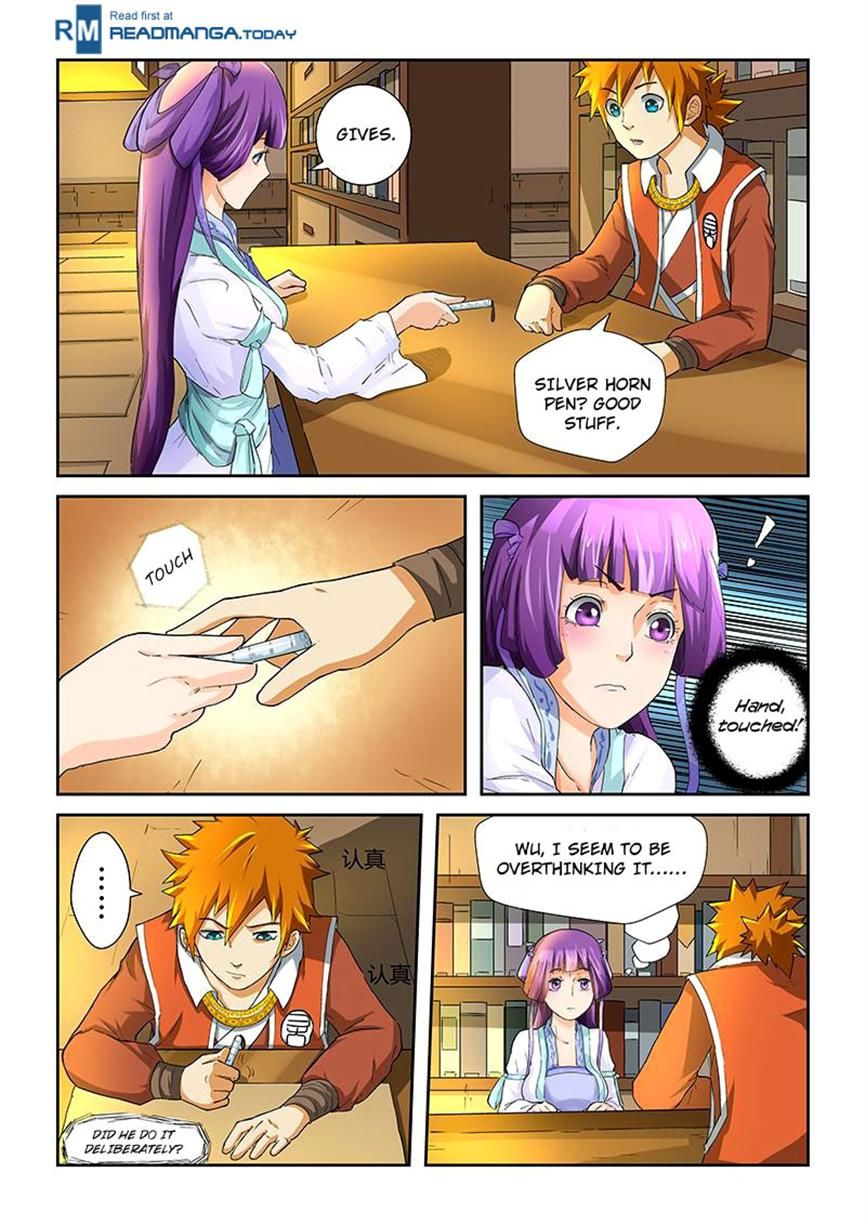 Read first at
RM READMANGA.TODAY
GIVES.
SILVER HORN
PEN? GOOD
STUFF.
TOUCH
!
Hand,
touched!
......
认真
认真
DID HE DO IT
DELIBERATELY?
WU, I SEEM TO BE
OVERTHINKING IT......